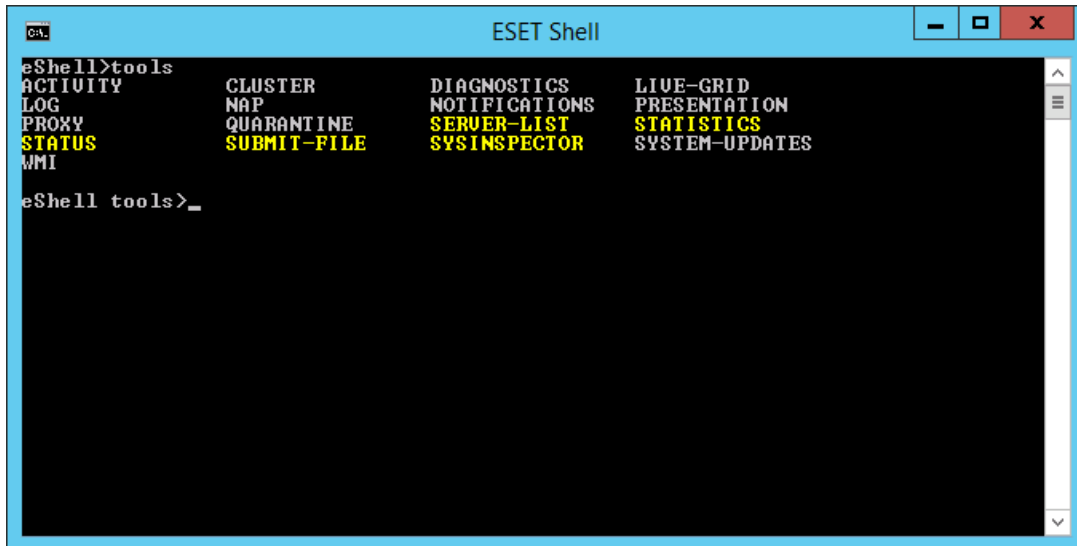 C:\.
ESET Shell
eShell>tools
ACTIVITY CLUSTER DIAGNOSTICS LIVE-GRID
LOG NAP NOTIFICATIONS PRESENTATION
PROXY QUARANTINE SERVER-LIST STATISTICS
STATUS SUBMIT-FILE SYSINSPECTOR SYSTEM-UPDATES
WMI
eShell tools>_